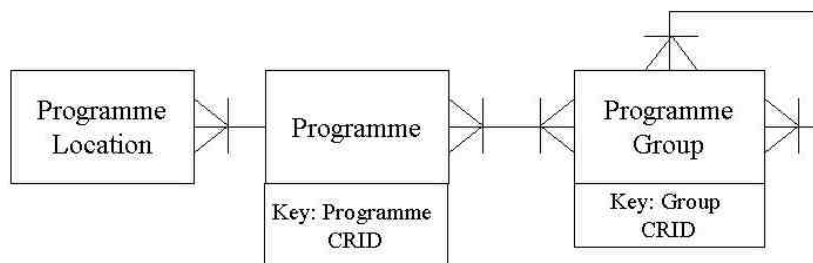 Programme
Location
Programme
Key: Programme
CRID
Programme
Group
Key: Group
CRID